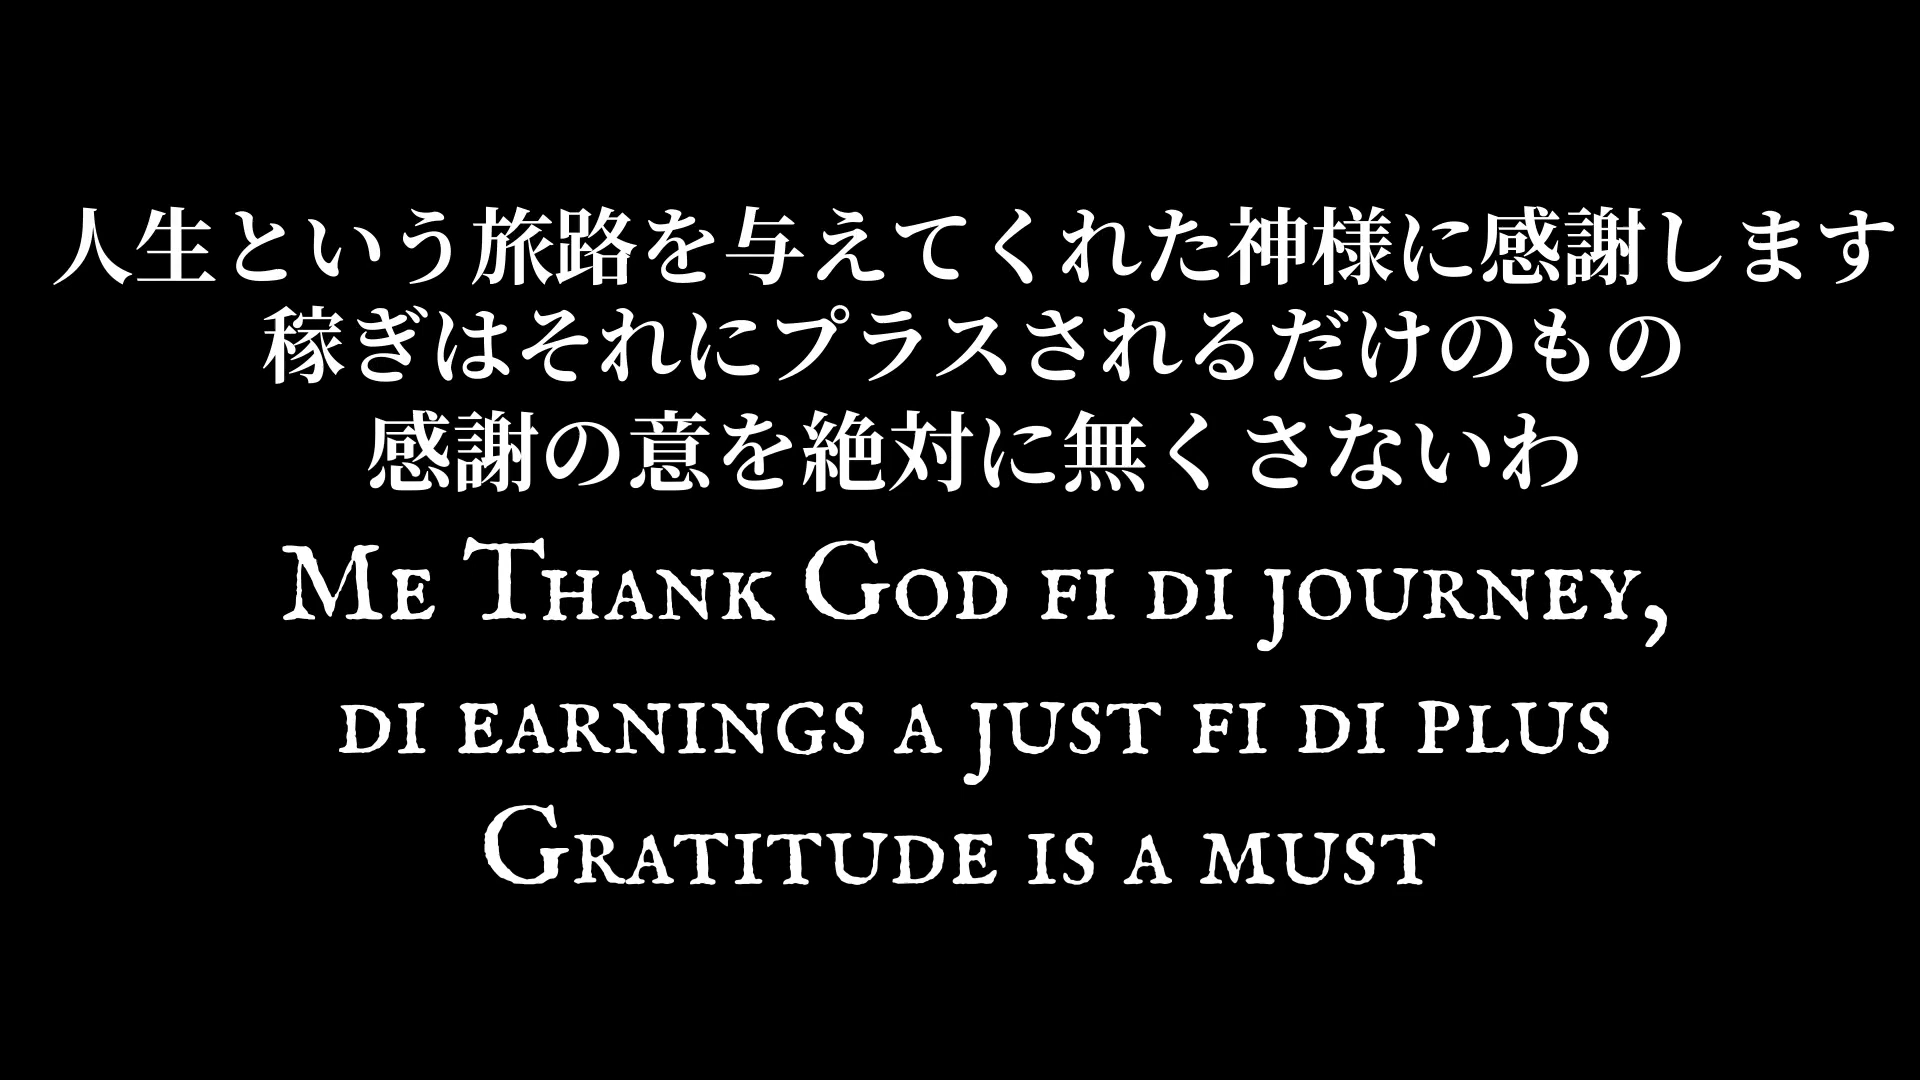 人生という旅路を与えてくれた神様に感謝します
稼ぎはそれにプラスされるだけのもの
感謝の意を絶対に無くさないわ
Me Thank God fi di journey,
di earnings a just fi di plus
Gratitude is a must